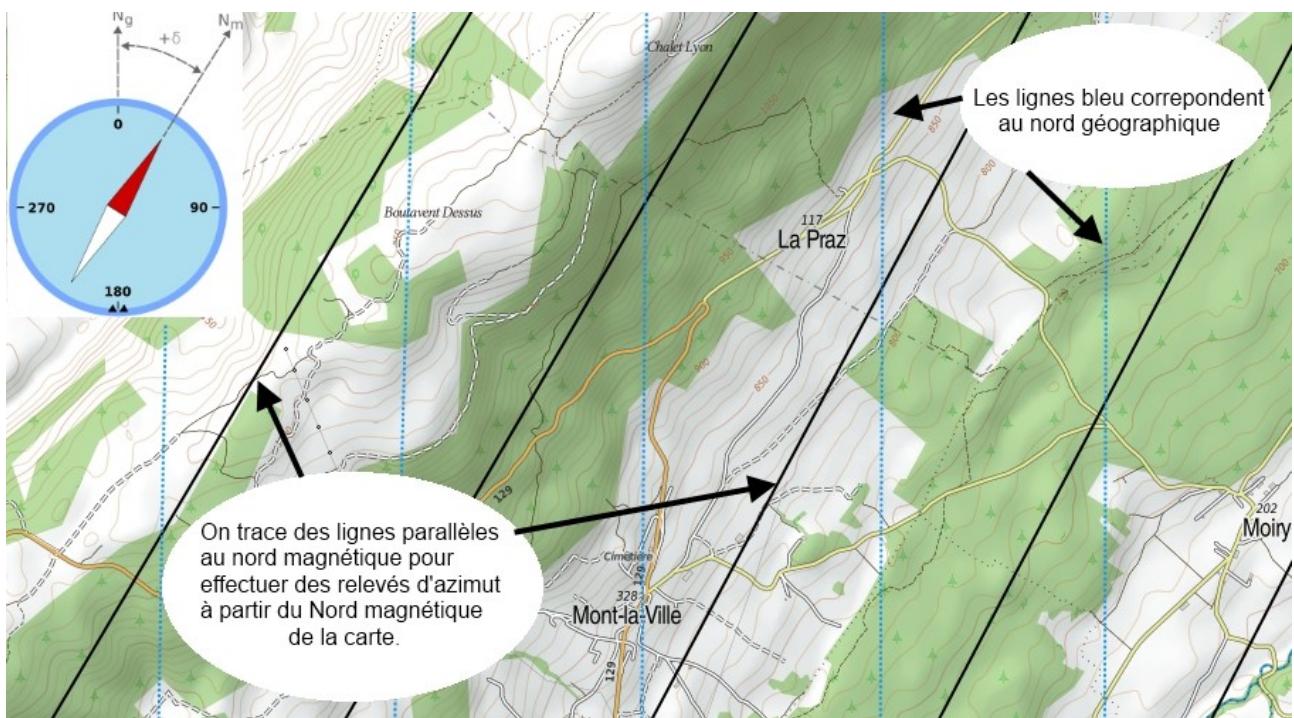 Ng
+δ
Nm
0
270
90
180
Chalet Lyon
1050
Les lignes bleu correpondent
au nord géographique
850
800
Boutavent Dessus
117
La Praz
950
700
800
900
850
129
On trace des lignes parallèles
au nord magnétique pour
effectuer des relevés d'azimut
à partir du Nord magnétique
de la carte.
Cimetière
129
328
Mont-la-Ville
129
202
Moiry